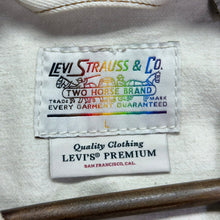 LEVI STRAUSS & CO.
TWO HORSE BRAND
TRADE MARK
EVERY GARMENT GUARANTEED
Quality Clothing
LEVI'S® PREMIUM
SAN FRANCISCO, CAL.